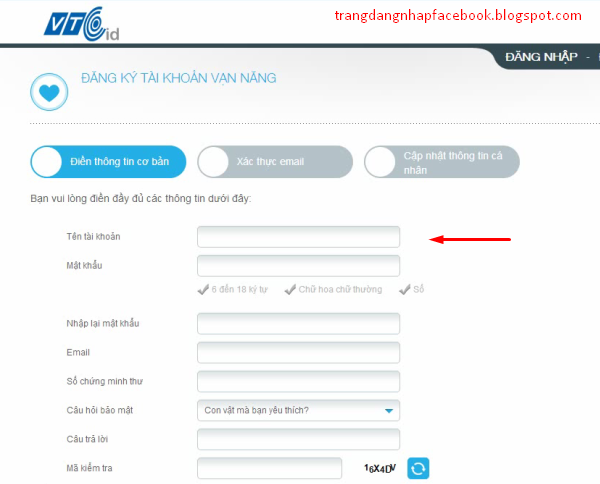 VTC id
trangdangnhapfacebook.blogspot.com
ĐĂNG NHẬP -
ĐĂNG KÝ TÀI KHOẢN VẠN NĂNG
Điền thông tin cơ bản
Xác thực email
Cập nhật thông tin cá
nhân
Bạn vui lòng điền đầy đủ các thông tin dưới đây:
Tên tài khoản
Mật khẩu
6 đến 18 ký tự Chữ hoa chữ thường Số
Nhập lại mật khẩu
Email
Số chứng minh thư
Câu hỏi bảo mật Con vật mà bạn yêu thích?
Câu trả lời
Mã kiểm tra 16X4DV